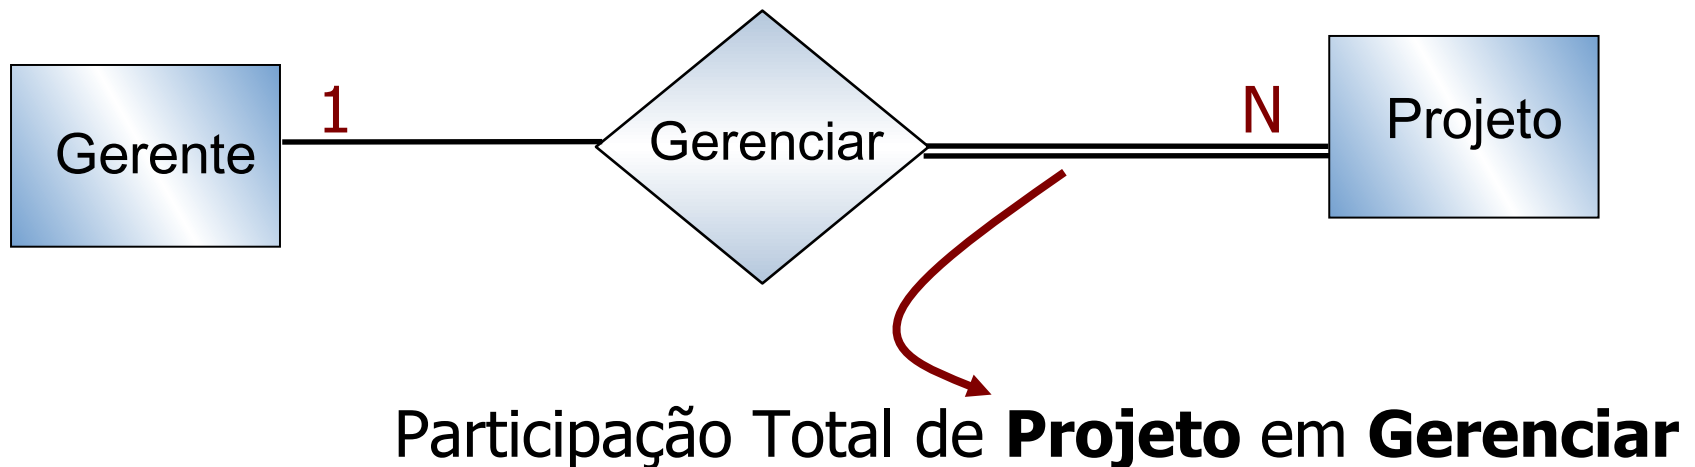 Gerente
1
Gerenciar
N
Projeto
Participação Total de Projeto em Gerenciar